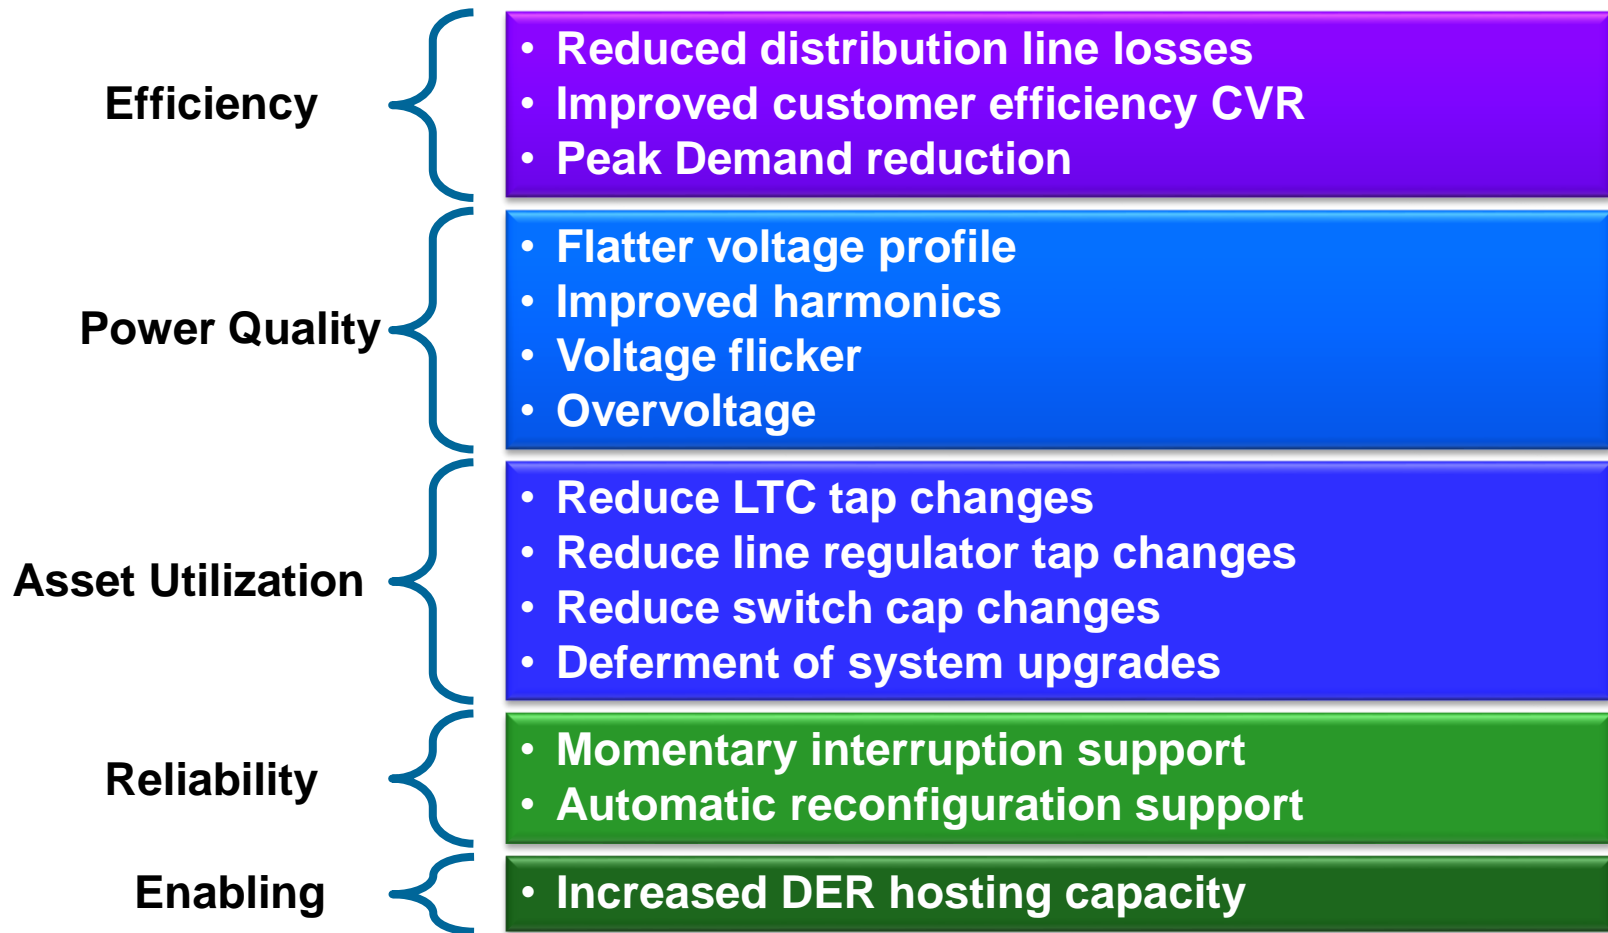 Efficiency
• Reduced distribution line losses
• Improved customer efficiency CVR
• Peak Demand reduction
Power Quality
• Flatter voltage profile
• Improved harmonics
• Voltage flicker
• Overvoltage
Asset Utilization
• Reduce LTC tap changes
• Reduce line regulator tap changes
• Reduce switch cap changes
• Deferment of system upgrades
Reliability
• Momentary interruption support
• Automatic reconfiguration support
Enabling
• Increased DER hosting capacity